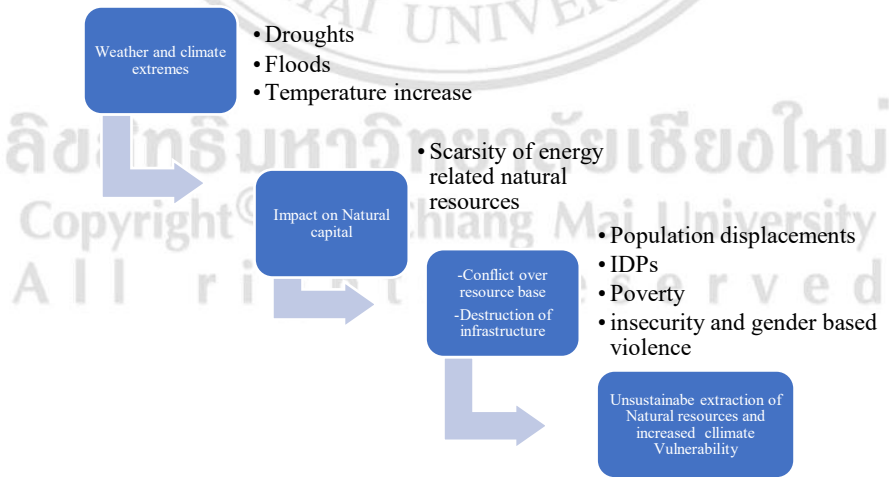 MAI UNIVER
Weather and climate
extremes
• Droughts
• Floods
• Temperature increase
ลิขสิทธิ์มหาวิทยาลัยเชียงใหม่
• Scarsity of energy
related natural
resources
Impact on Natural
capital
Copyright© Chiang Mai University
All rights reserved
-Conflict over
resource base
-Destruction of
infrastructure
• Population displacements
• IDPs
• Poverty
• insecurity and gender based
violence
Unsustainabe extraction of
Natural resources and
increased cllimate
Vulnerability